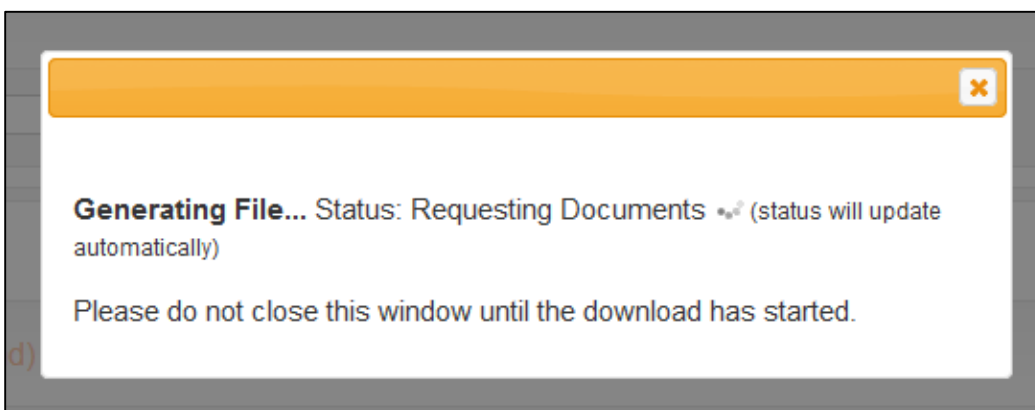 Generating File... Status: Requesting Documents (status will update
automatically)
Please do not close this window until the download has started.
d)